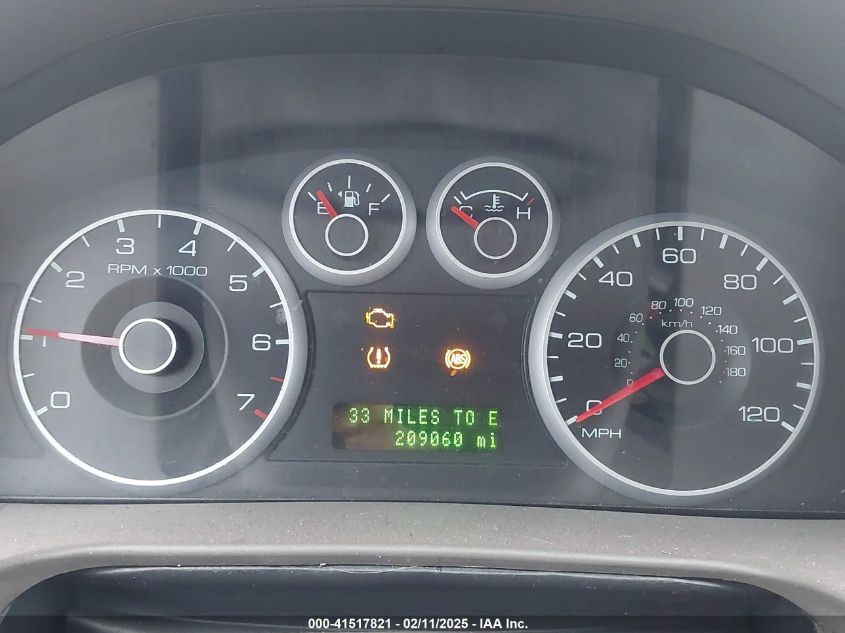 E F
C H
0 1 2 3 4 5 6 7
RPM x 1000
0 20 40 60 80 100 120
MPH
0 20 40 60 80 100 120 140 160 180
km/h
ABS
33 MILES TO E
209060 mi
000-41517821 - 02/11/2025 - IAA Inc.